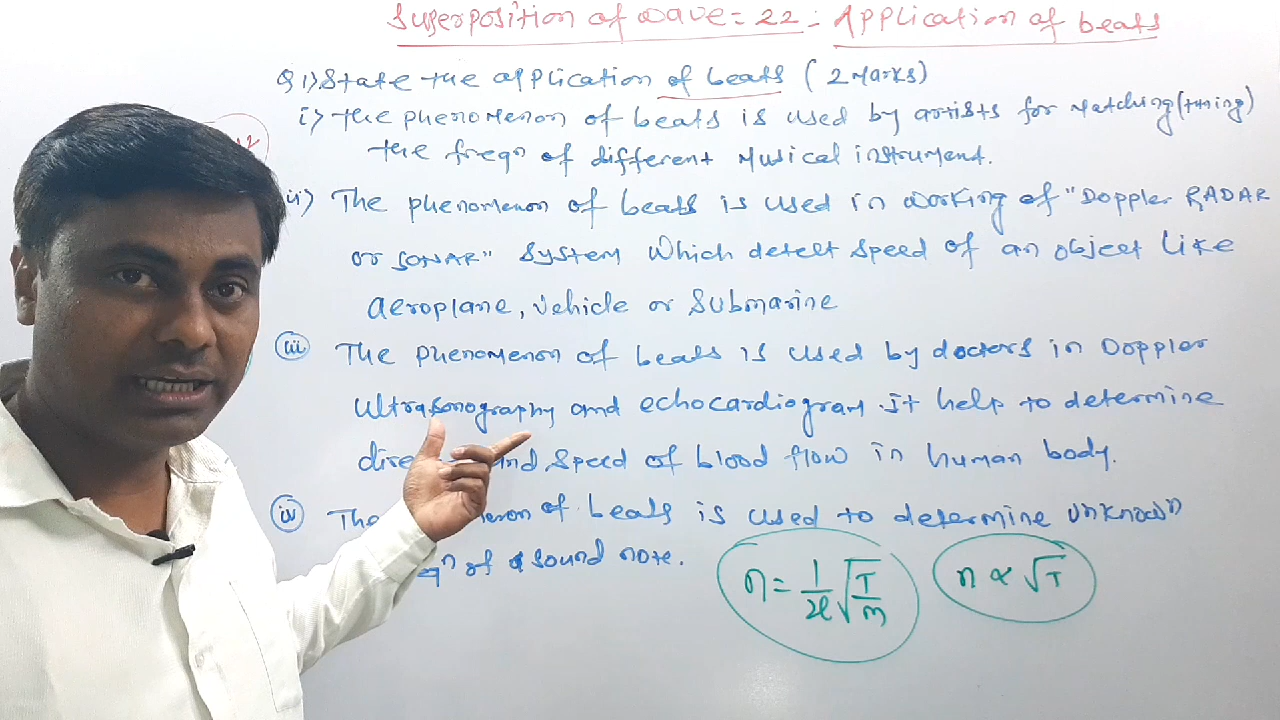 Superposition of wave = 22 - Application of beats
Q 1) State the application of beats (2 Marks)
i) the phenomenon of beats is used by artists for Matching (tuning)
the freqn of different Musical instrument.
ii) The phenomenon of beats is used in working of "Doppler RADAR
or SONAR" system which detect speed of an object like
aeroplane, vehicle or submarine
iii) The phenomenon of beats is used by doctors in Doppler
ultrasonography and echocardiogram. It help to determine
dire and speed of blood flow in human body.
iv) The non of beats is used to determine unknown
qn of a sound note.
n = 1/2l √T/m
n ∝ √T